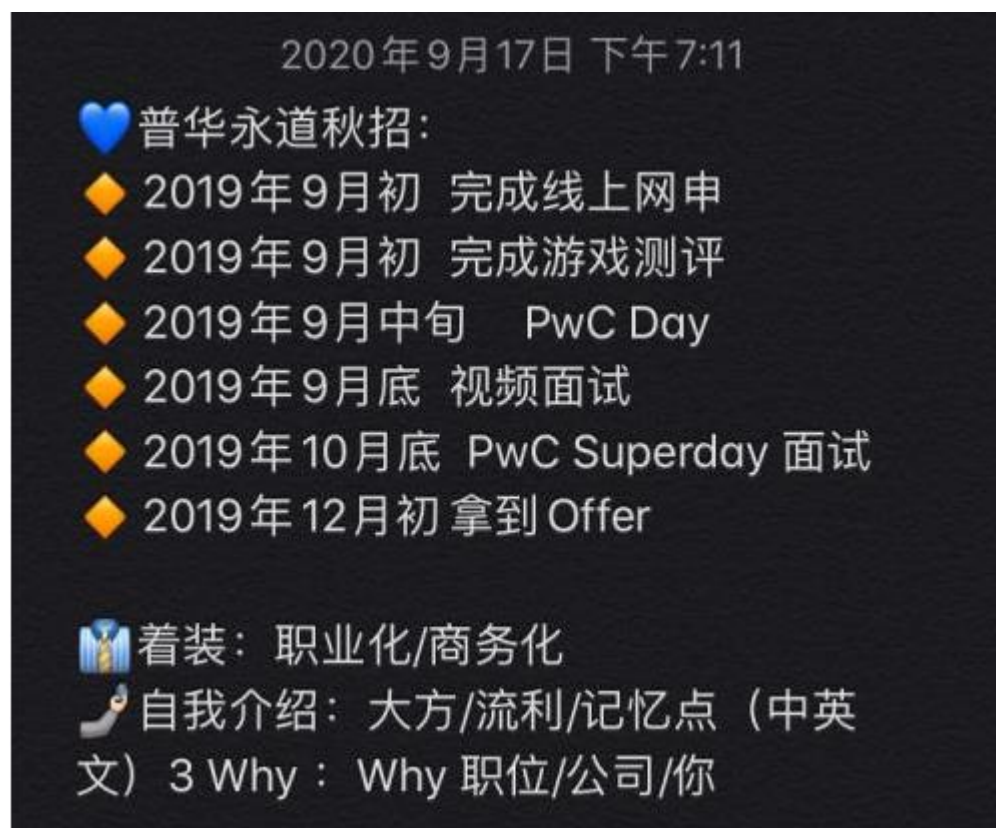 2020年9月17日 下午7:11
💙普华永道秋招：
🔸2019年9月初 完成线上网申
🔸2019年9月初 完成游戏测评
🔸2019年9月中旬 PwC Day
🔸2019年9月底 视频面试
🔸2019年10月底 PwC Superday 面试
🔸2019年12月初 拿到Offer
👔着装：职业化/商务化
🤳🏻自我介绍：大方/流利/记忆点（中英
文）3 Why ：Why 职位/公司/你